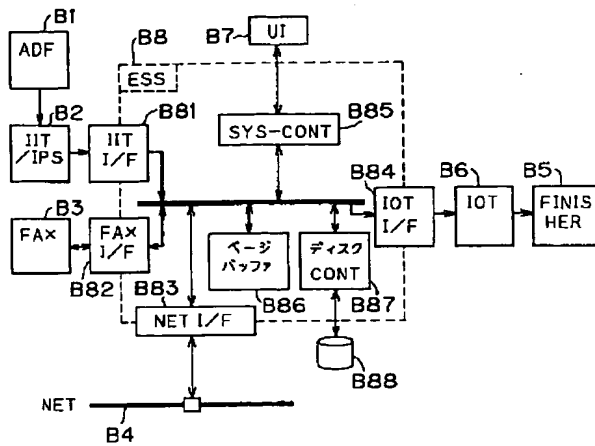 B1
ADF
B2
IIT
/IPS
B3
FAX
B8
ESS
B81
IIT
I/F
FAX
I/F
B82
B83
NET I/F
B7
UI
SYS-CONT
B85
ページ
バッファ
B86
ディスク
CONT
B87
B88
B84
IOT
I/F
B6
IOT
B5
FINIS
HER
NET
B4